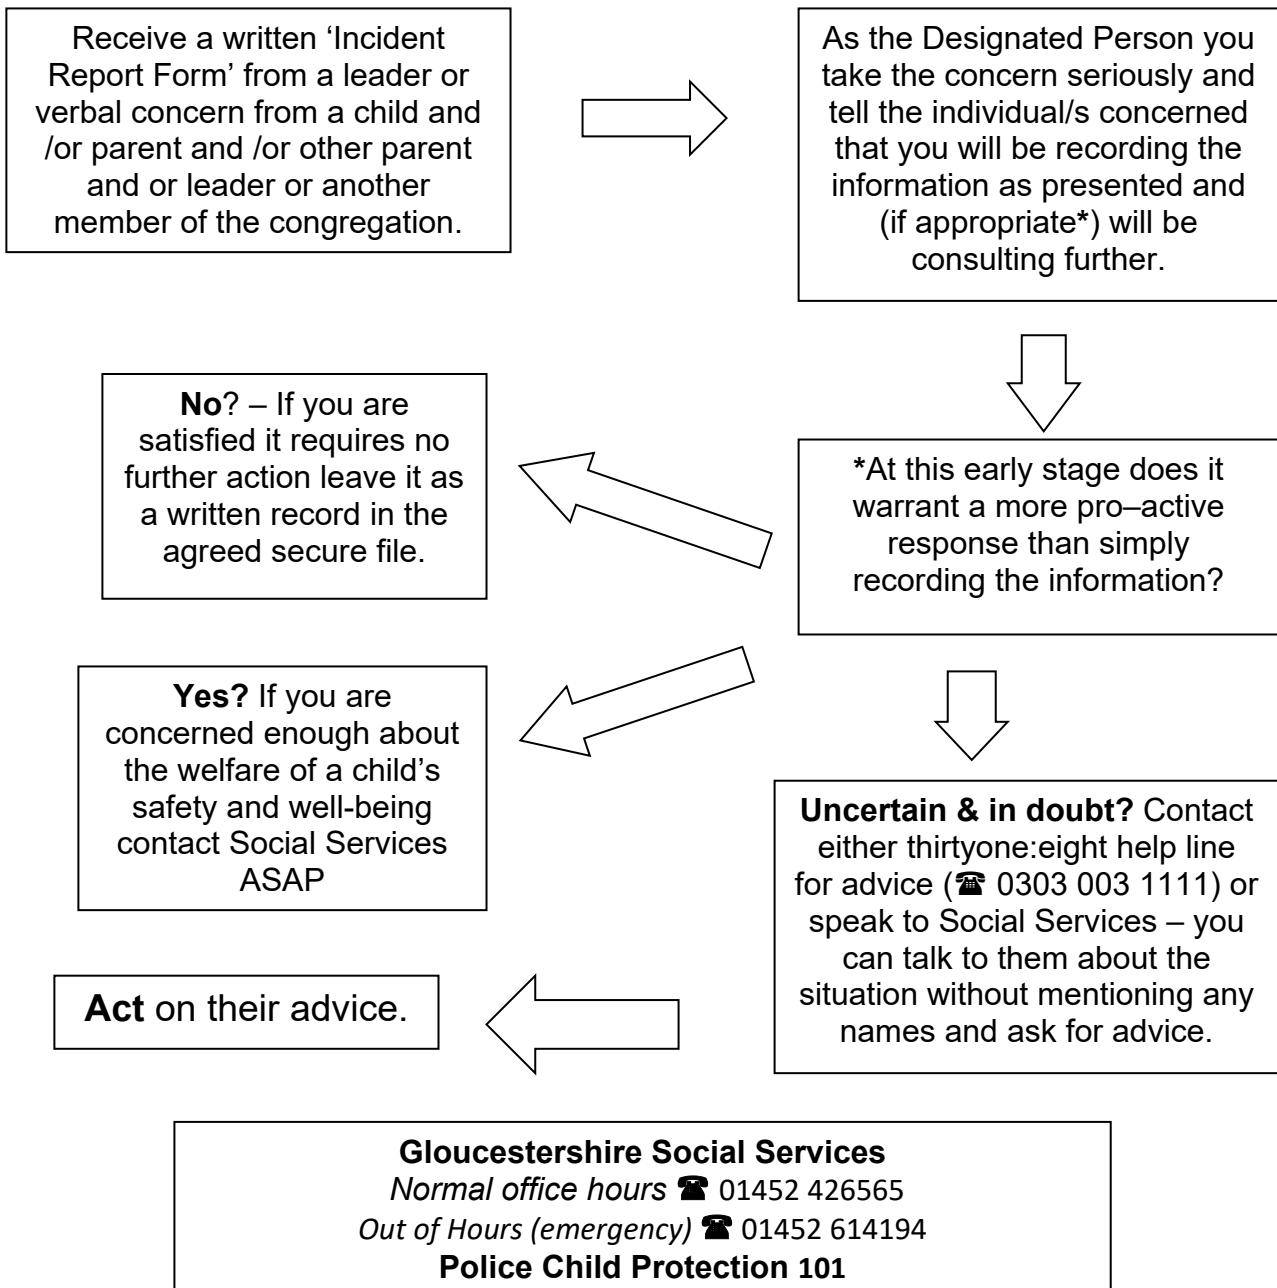 Receive a written ‘Incident
Report Form’ from a leader or
verbal concern from a child and
/or parent and /or other parent
and or leader or another
member of the congregation.
As the Designated Person you
take the concern seriously and
tell the individual/s concerned
that you will be recording the
information as presented and
(if appropriate*) will be
consulting further.
*At this early stage does it
warrant a more pro–active
response than simply
recording the information?
No? – If you are
satisfied it requires no
further action leave it as
a written record in the
agreed secure file.
Yes? If you are
concerned enough about
the welfare of a child’s
safety and well-being
contact Social Services
ASAP
Uncertain & in doubt? Contact
either thirtyone:eight help line
for advice (☎ 0303 003 1111) or
speak to Social Services – you
can talk to them about the
situation without mentioning any
names and ask for advice.
Act on their advice.
Gloucestershire Social Services
Normal office hours ☎ 01452 426565
Out of Hours (emergency) ☎ 01452 614194
Police Child Protection 101